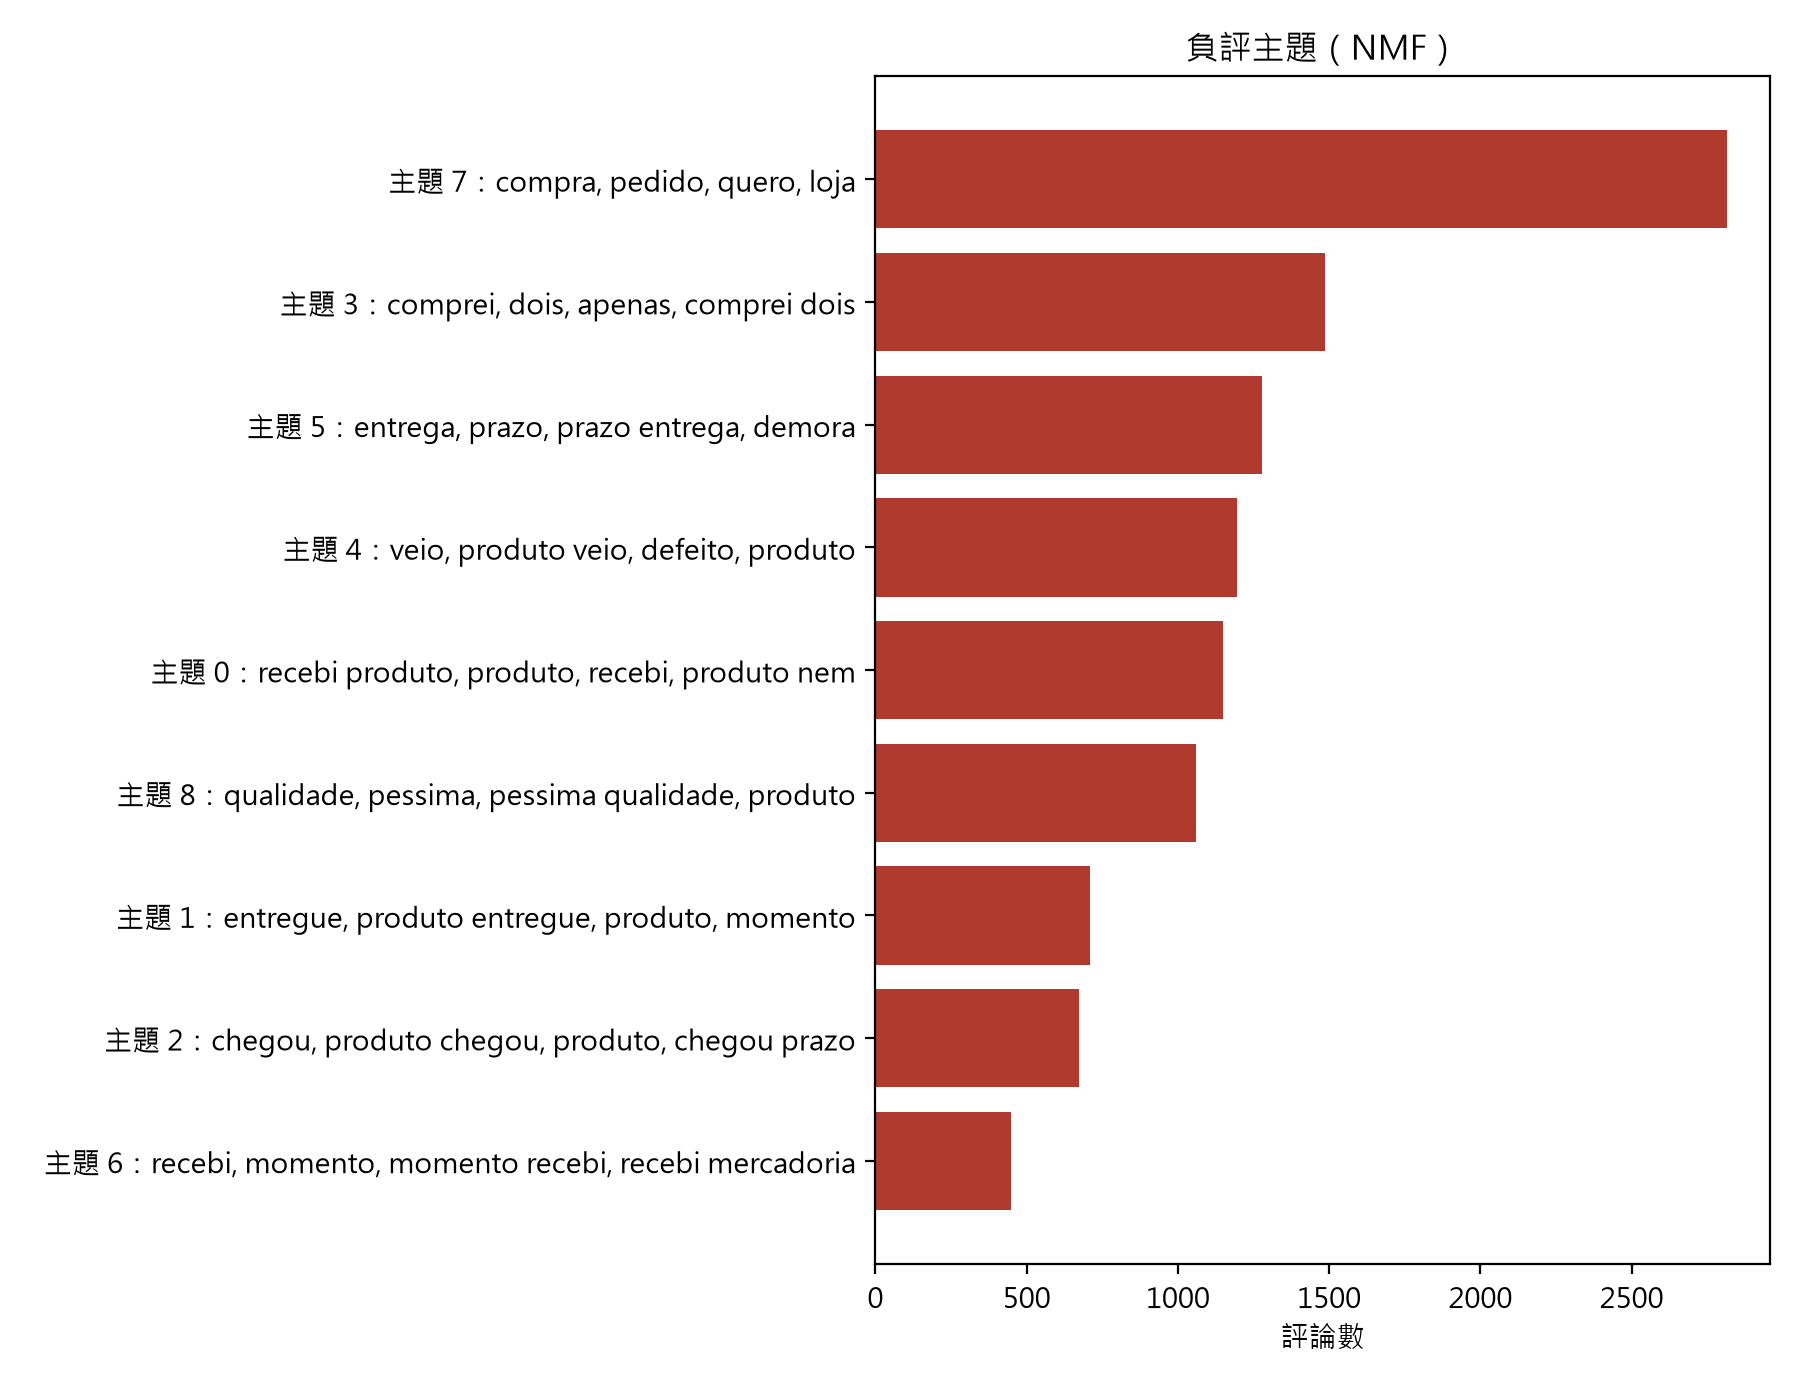 負評主題（NMF）
主題 7：compra, pedido, quero, loja
主題 3：comprei, dois, apenas, comprei dois
主題 5：entrega, prazo, prazo entrega, demora
主題 4：veio, produto veio, defeito, produto
主題 0：recebi produto, produto, recebi, produto nem
主題 8：qualidade, pessima, pessima qualidade, produto
主題 1：entregue, produto entregue, produto, momento
主題 2：chegou, produto chegou, produto, chegou prazo
主題 6：recebi, momento, momento recebi, recebi mercadoria
0 500 1000 1500 2000 2500
評論數